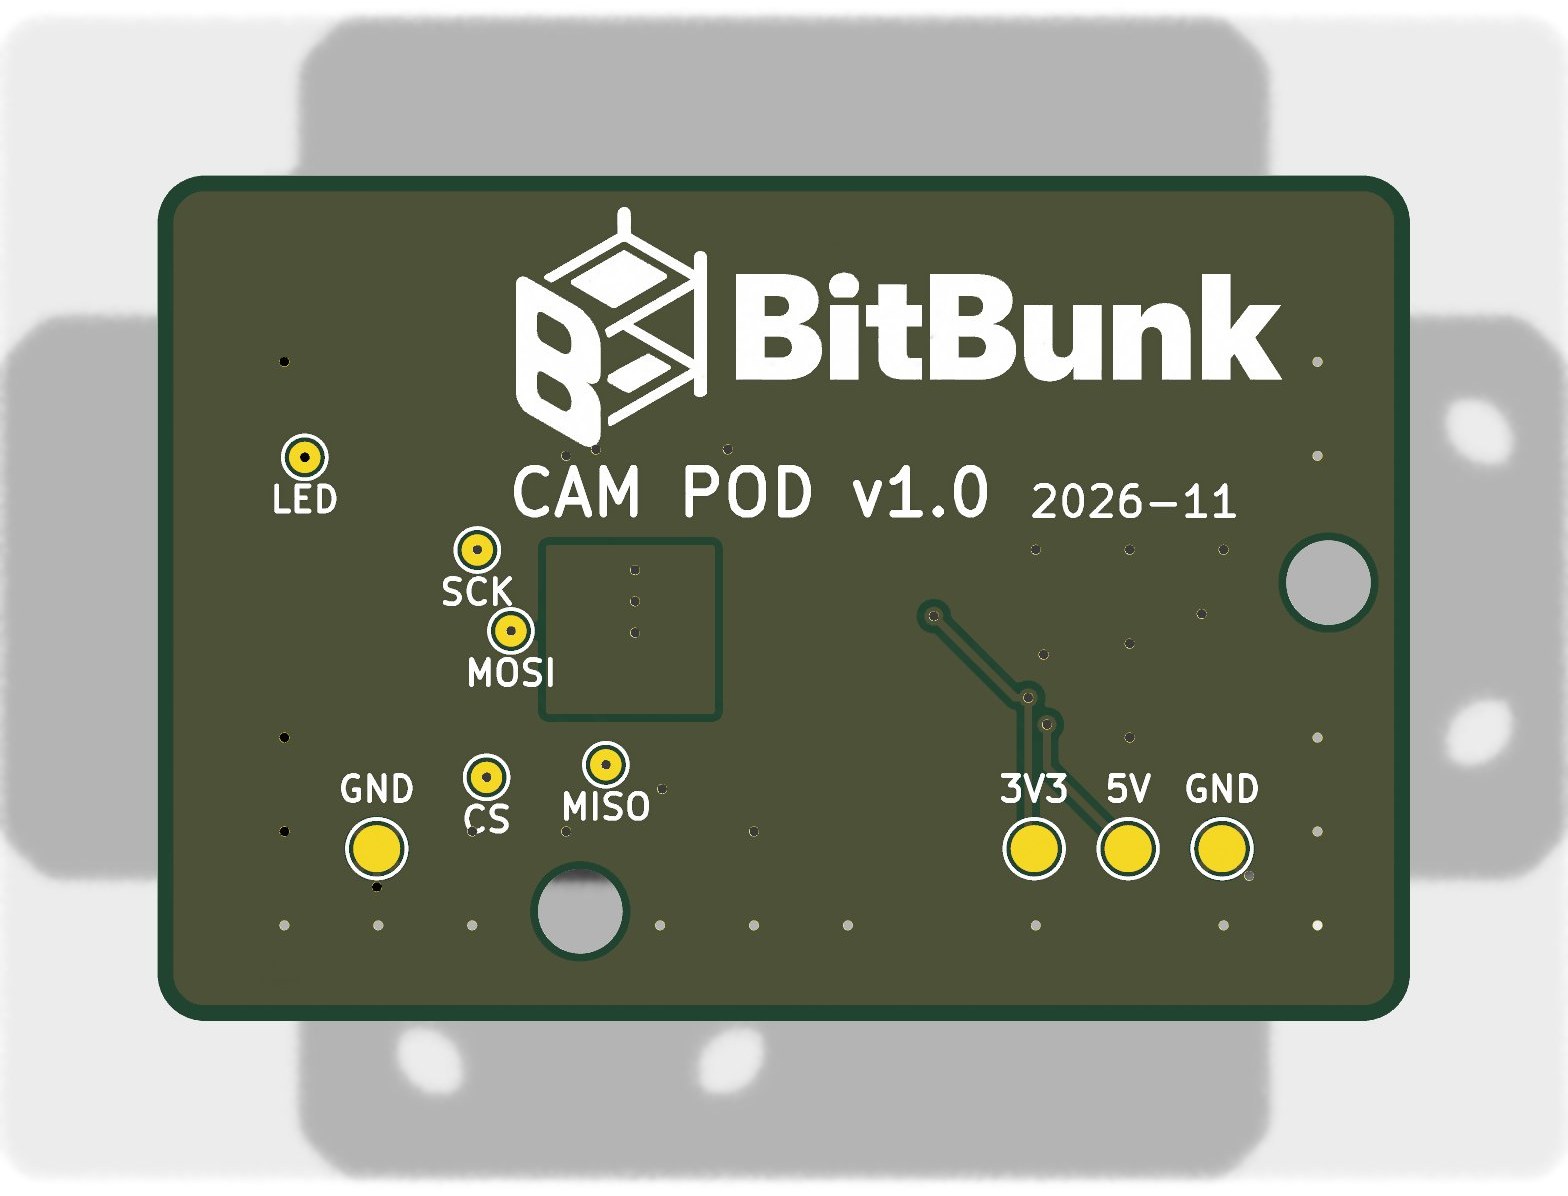 BitBunk
CAM POD v1.0 2026-11
LED
SCK
MOSI
GND CS MISO 3V3 5V GND